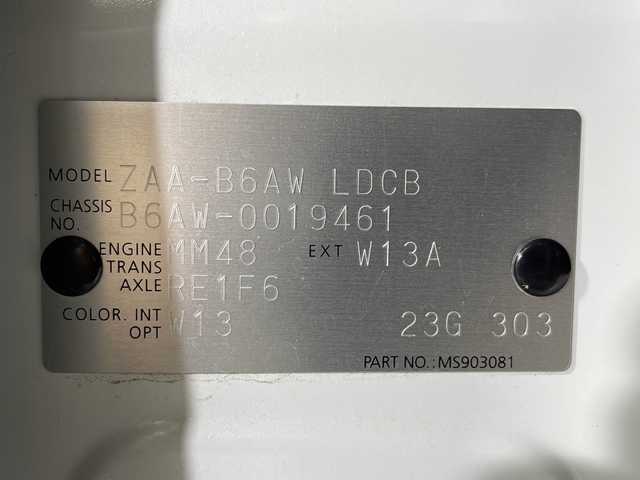 MODEL ZAA-B6AW LDCB
CHASSIS NO. B6AW-0019461
ENGINE MM48 EXT W13A
TRANS AXLE RE1F6
COLOR. INT W13 23G 303
OPT
PART NO.:MS903081